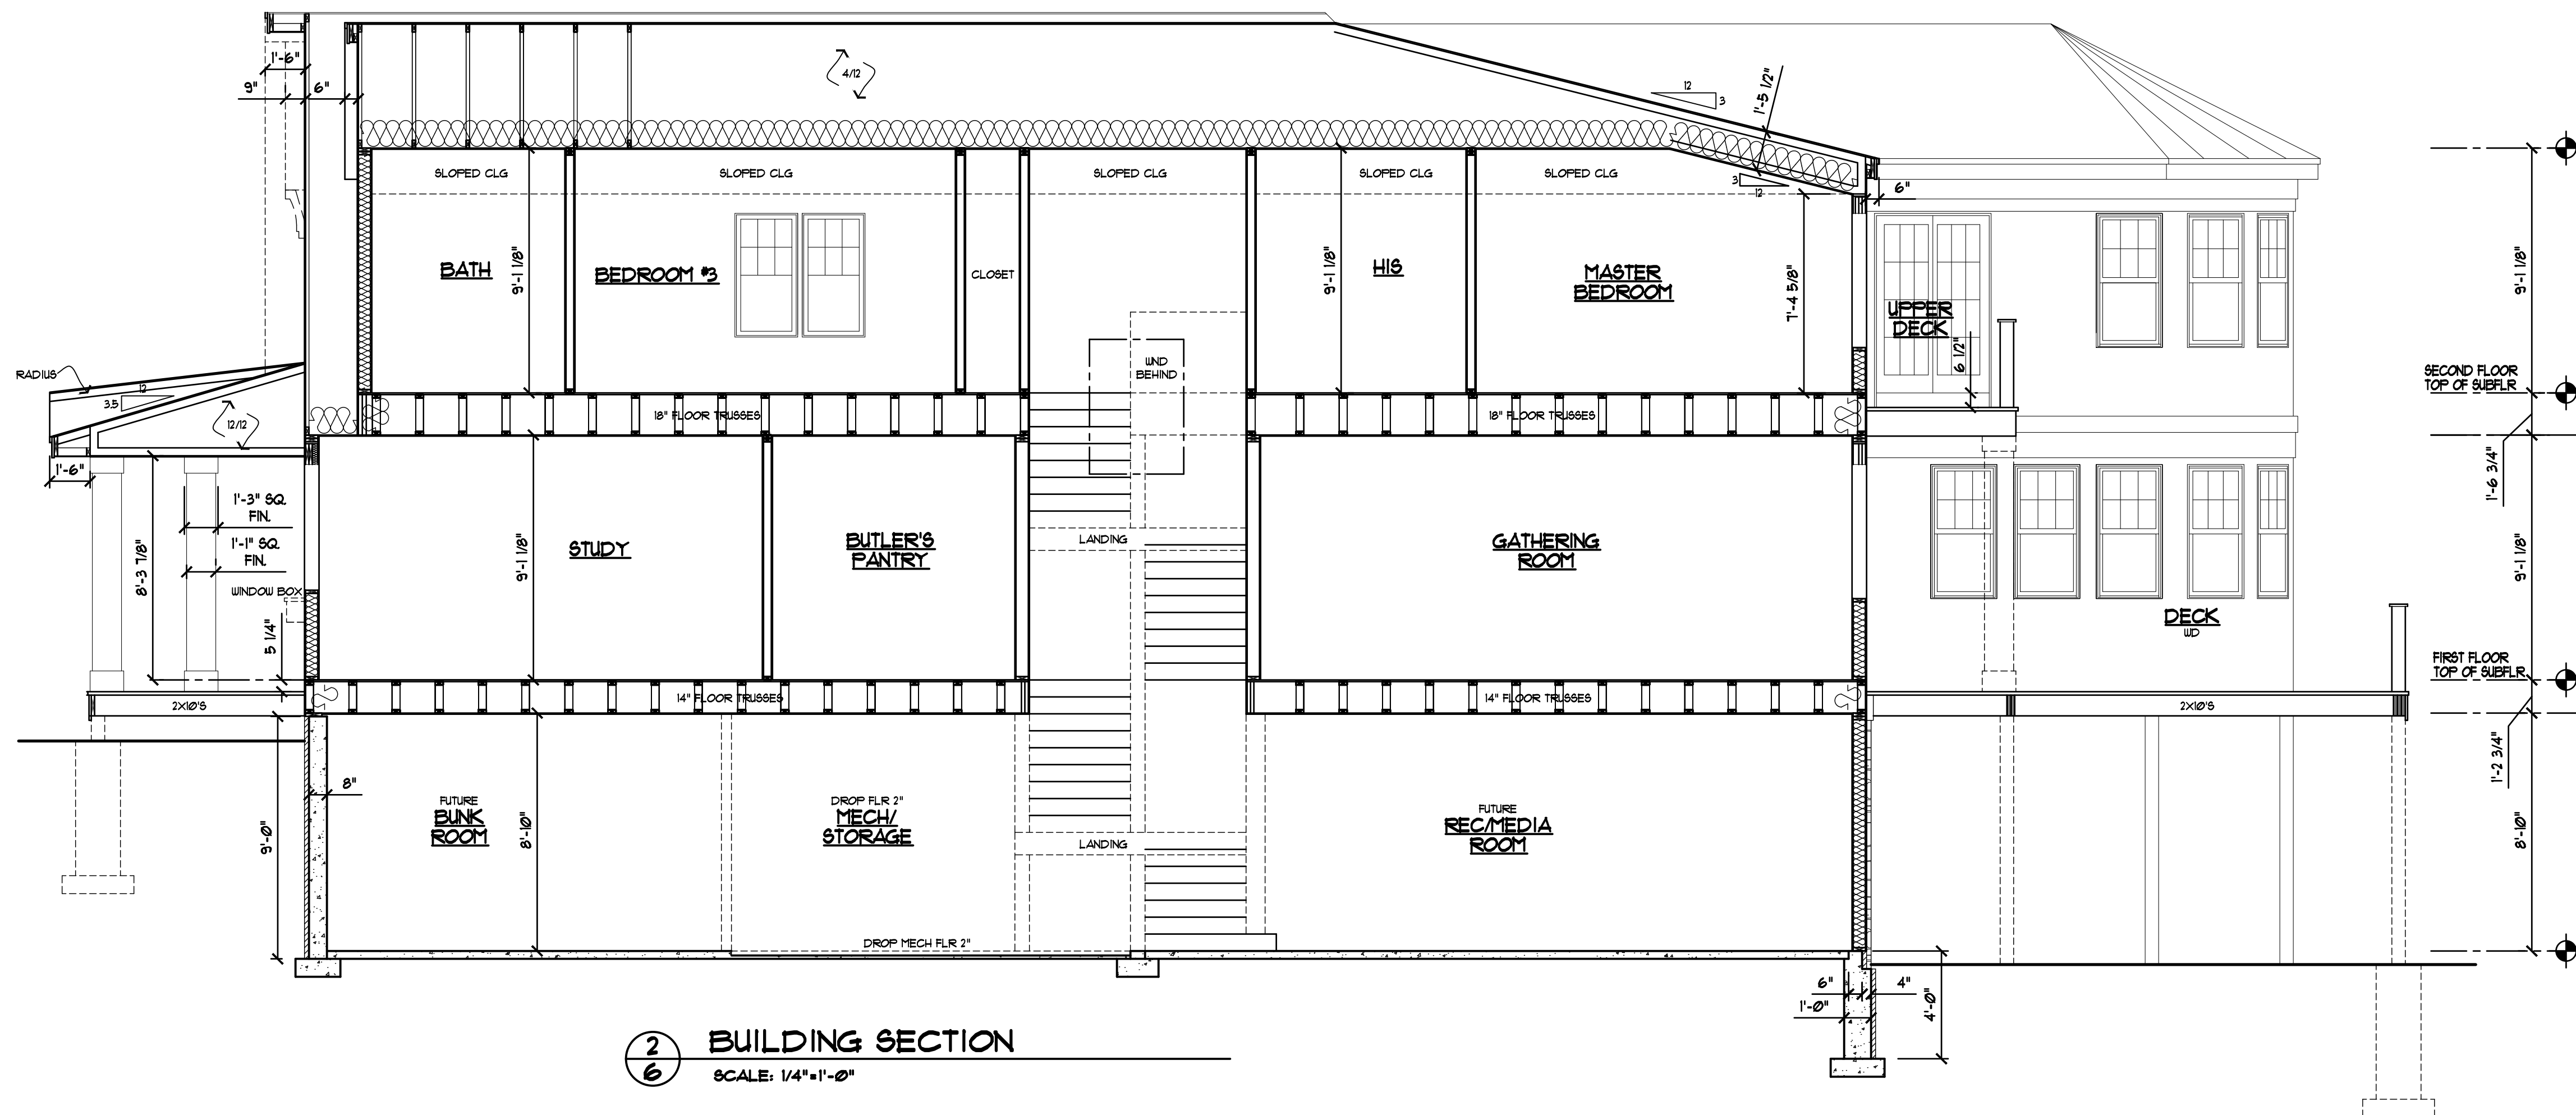 1'-6"
9"
6"
4/12
12
3
1'-5 1/2"
SLOPED CLG
SLOPED CLG
SLOPED CLG
SLOPED CLG
SLOPED CLG
3
12
6"
BATH
9'-1 1/8"
BEDROOM #3
CLOSET
9'-1 1/8"
HIS
MASTER
BEDROOM
7'-4 5/8"
UPPER
DECK
6 1/2"
9'-1 1/8"
WND
BEHIND
RADIUS
12
3.5
12/12
SECOND FLOOR
TOP OF SUBFLR
18" FLOOR TRUSSES
18" FLOOR TRUSSES
1'-6"
1'-6 3/4"
1'-3" SQ.
FIN.
1'-1" SQ.
FIN.
8'-3 7/8"
WINDOW BOX
5 1/4"
STUDY
9'-1 1/8"
BUTLER'S
PANTRY
LANDING
GATHERING
ROOM
9'-1 1/8"
DECK
WD
FIRST FLOOR
TOP OF SUBFLR
2X10'S
14" FLOOR TRUSSES
14" FLOOR TRUSSES
2X10'S
1'-2 3/4"
8"
9'-0"
FUTURE
BUNK
ROOM
8'-10"
DROP FLR 2"
MECH/
STORAGE
LANDING
FUTURE
REC/MEDIA
ROOM
8'-10"
DROP MECH FLR 2"
6"
4"
1'-0"
4'-0"
2
6
BUILDING SECTION
SCALE: 1/4"=1'-0"